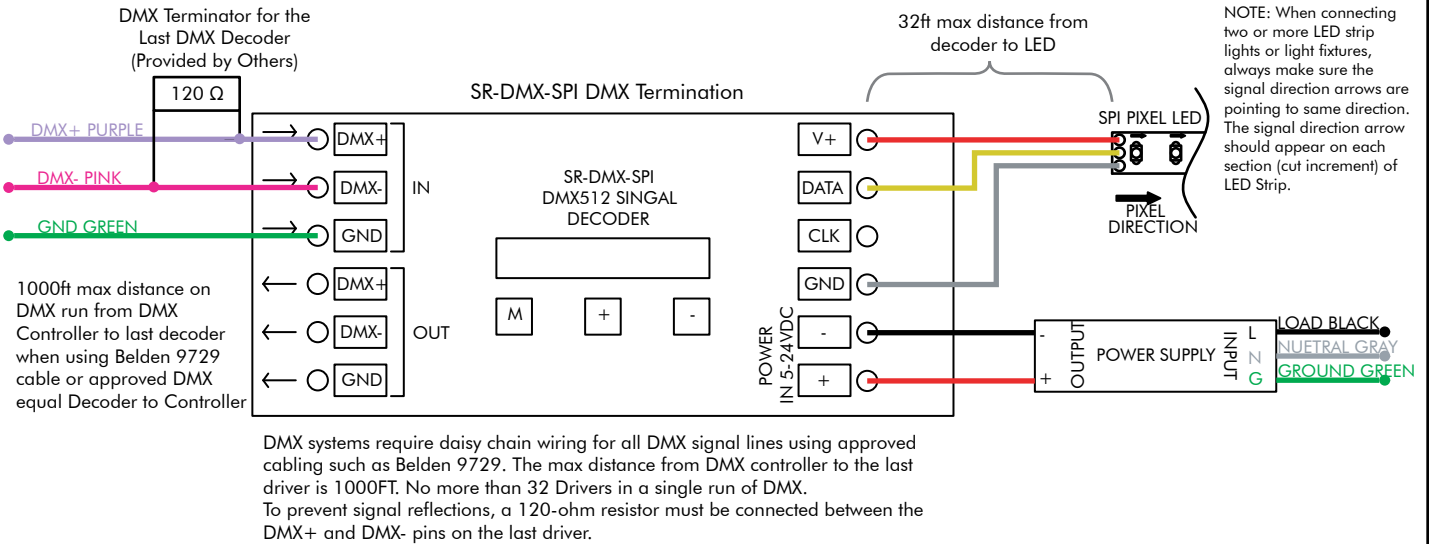 DMX Terminator for the
Last DMX Decoder
(Provided by Others)
120 Ω
SR-DMX-SPI DMX Termination
32ft max distance from
decoder to LED
NOTE: When connecting
two or more LED strip
lights or light fixtures,
always make sure the
signal direction arrows are
pointing to same direction.
The signal direction arrow
should appear on each
section (cut increment) of
LED Strip.
DMX+ PURPLE
DMX- PINK
GND GREEN
DMX+
DMX-
GND
IN
DMX+
DMX-
GND
OUT
1000ft max distance on
DMX run from DMX
Controller to last decoder
when using Belden 9729
cable or approved DMX
equal Decoder to Controller
SR-DMX-SPI
DMX512 SINGAL
DECODER
M
+
-
V+
DATA
CLK
GND
-
+
POWER
IN 5-24VDC
SPI PIXEL LED
PIXEL
DIRECTION
-
+
OUTPUT
POWER SUPPLY
INPUT
L
N
G
LOAD BLACK
NUETRAL GRAY
GROUND GREEN
DMX systems require daisy chain wiring for all DMX signal lines using approved
cabling such as Belden 9729. The max distance from DMX controller to the last
driver is 1000FT. No more than 32 Drivers in a single run of DMX.
To prevent signal reflections, a 120-ohm resistor must be connected between the
DMX+ and DMX- pins on the last driver.